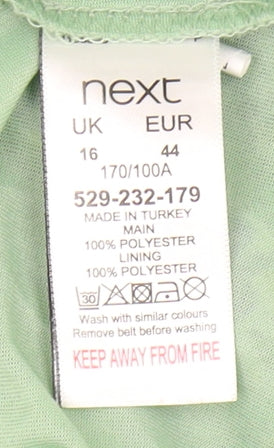 next
UK EUR
16 44
170/100A
529-232-179
MADE IN TURKEY
MAIN
100% POLYESTER
LINING
100% POLYESTER
30
Wash with similar colours
Remove belt before washing
KEEP AWAY FROM FIRE